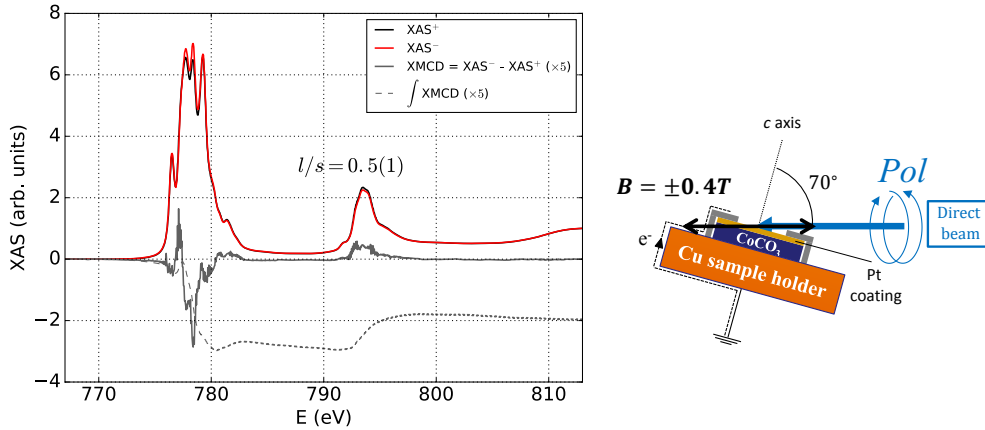 XAS (arb. units)
8
6
4
2
0
−2
−4
770
780
790
800
810
E (eV)
XAS⁺
XAS⁻
XMCD = XAS⁻ - XAS⁺ (×5)
∫ XMCD (×5)
l/s = 0.5(1)
c axis
70°
B = ±0.4T
Pol
Direct
beam
e⁻
CoCO₃
Cu sample holder
Pt
coating